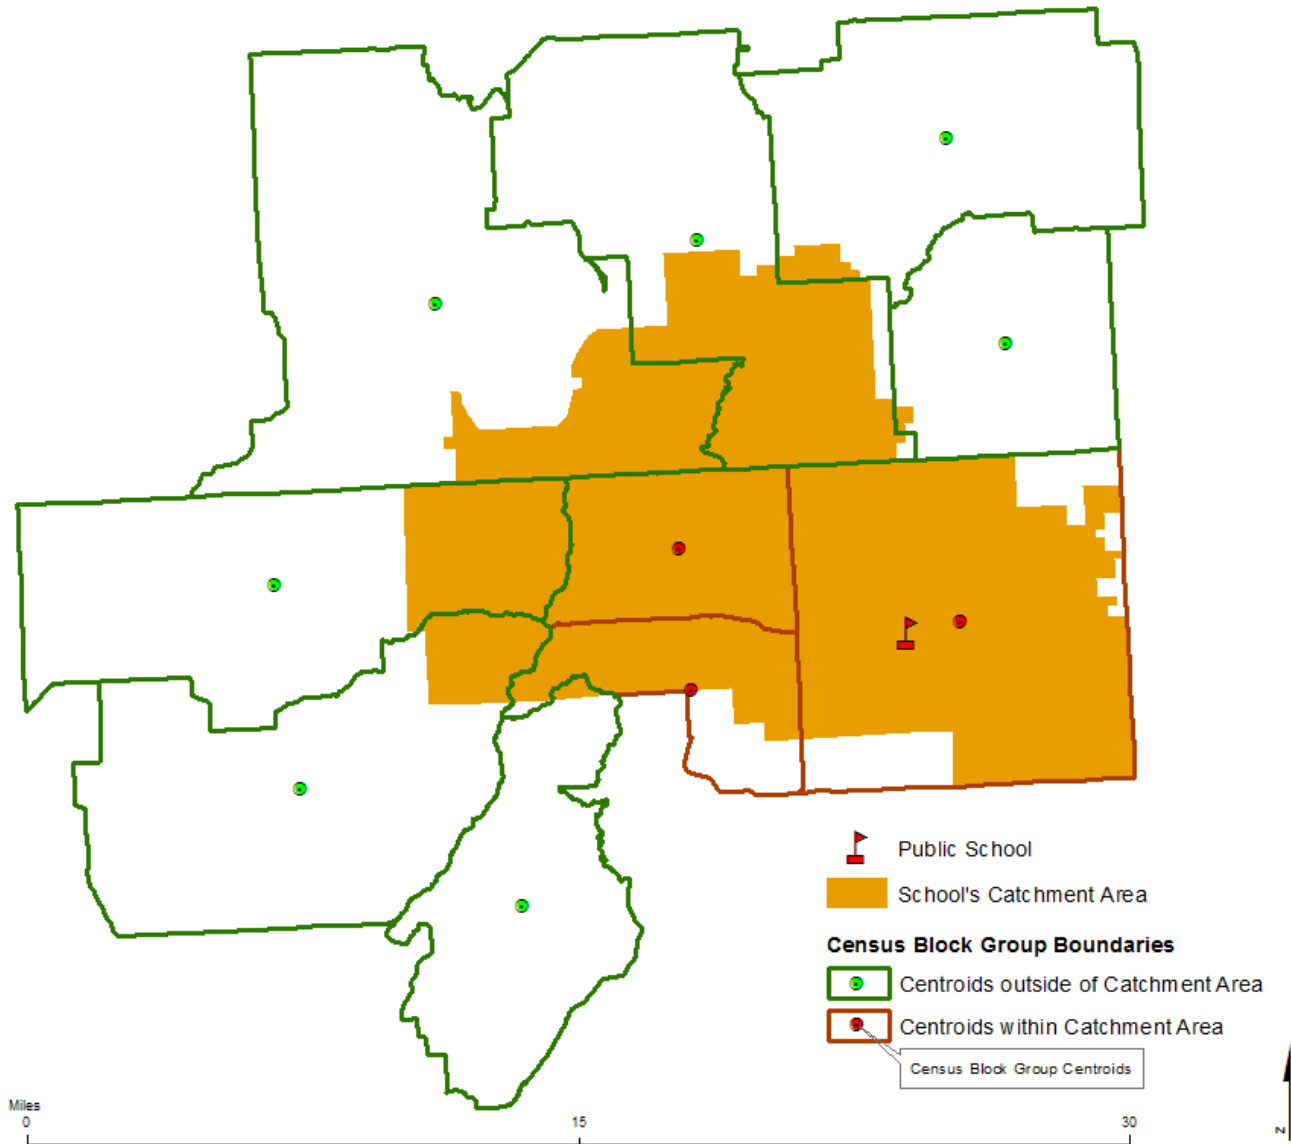 Public School
School's Catchment Area
Census Block Group Boundaries
Centroids outside of Catchment Area
Centroids within Catchment Area
Census Block Group Centroids
Miles
0 15 30
N